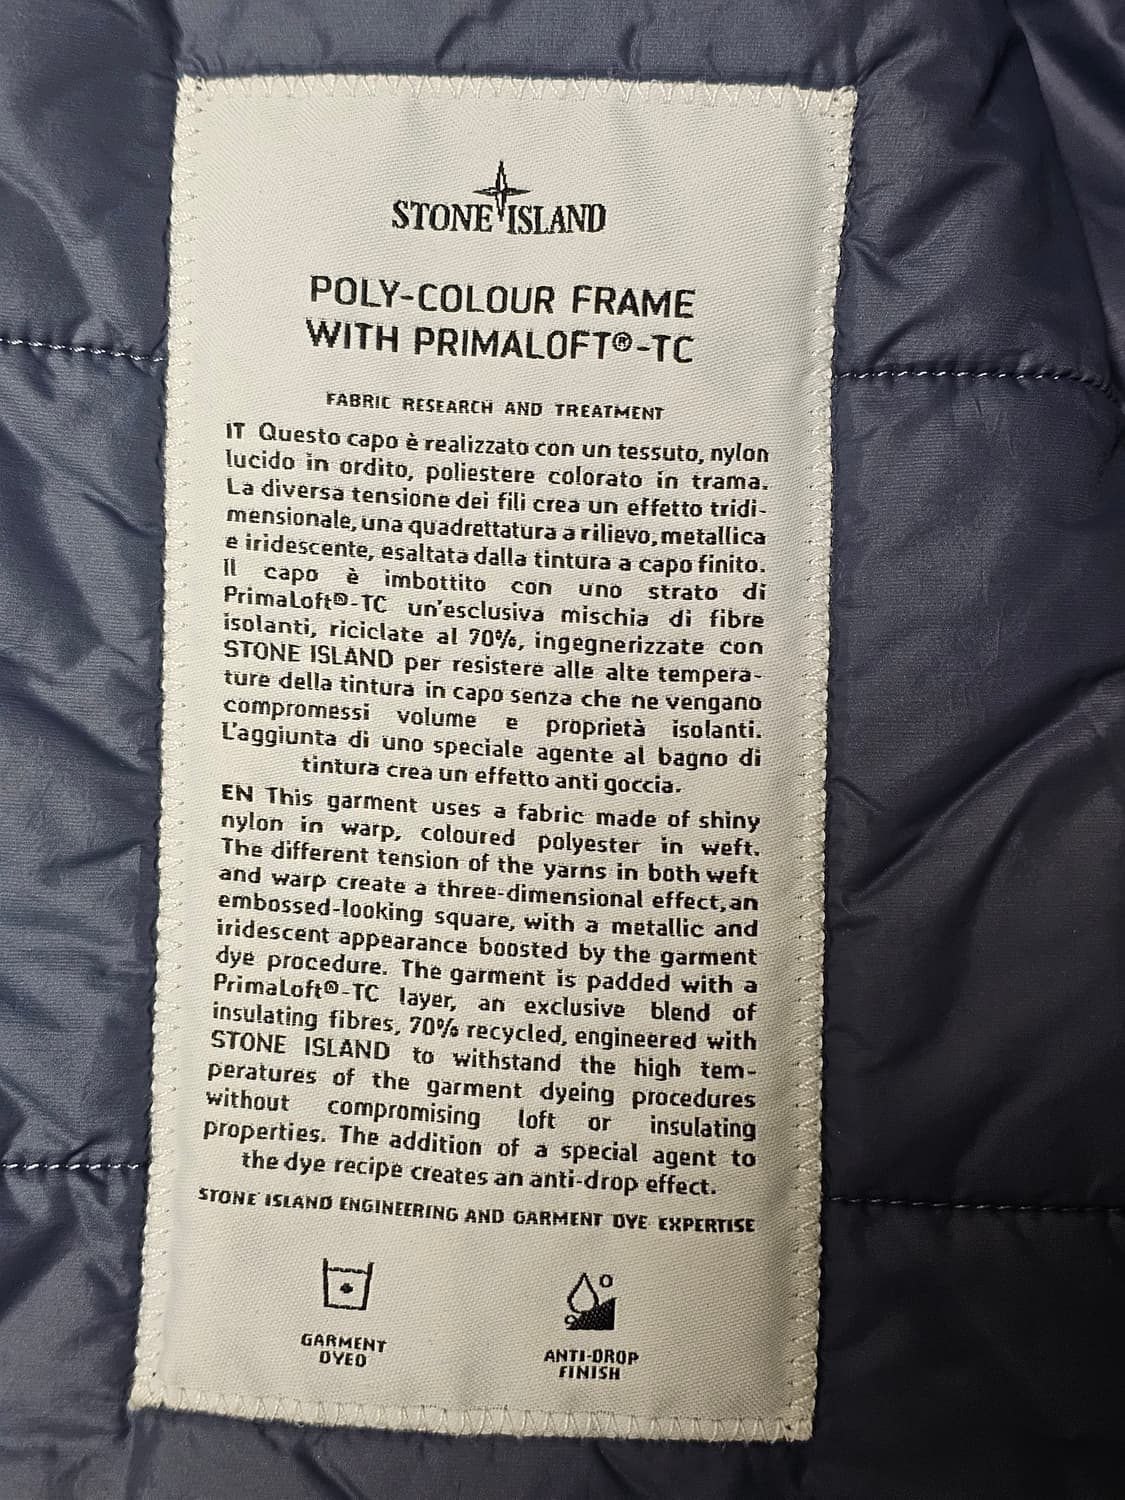 STONE ISLAND
POLY-COLOUR FRAME
WITH PRIMALOFT®-TC
FABRIC RESEARCH AND TREATMENT
IT Questo capo è realizzato con un tessuto, nylon
lucido in ordito, poliestere colorato in trama.
La diversa tensione dei fili crea un effetto tridi-
mensionale, una quadrettatura a rilievo, metallica
e iridescente, esaltata dalla tintura a capo finito.
Il capo è imbottito con uno strato di
PrimaLoft®-TC un'esclusiva mischia di fibre
isolanti, riciclate al 70%, ingegnerizzate con
STONE ISLAND per resistere alle alte tempera-
ture della tintura in capo senza che ne vengano
compromessi volume e proprietà isolanti.
L'aggiunta di uno speciale agente al bagno di
tintura crea un effetto anti goccia.
EN This garment uses a fabric made of shiny
nylon in warp, coloured polyester in weft.
The different tension of the yarns in both weft
and warp create a three-dimensional effect, an
embossed-looking square, with a metallic and
iridescent appearance boosted by the garment
dye procedure. The garment is padded with a
PrimaLoft®-TC layer, an exclusive blend of
insulating fibres, 70% recycled, engineered with
STONE ISLAND to withstand the high tem-
peratures of the garment dyeing procedures
without compromising loft or insulating
properties. The addition of a special agent to
the dye recipe creates an anti-drop effect.
STONE ISLAND ENGINEERING AND GARMENT DYE EXPERTISE
GARMENT
DYED
ANTI-DROP
FINISH